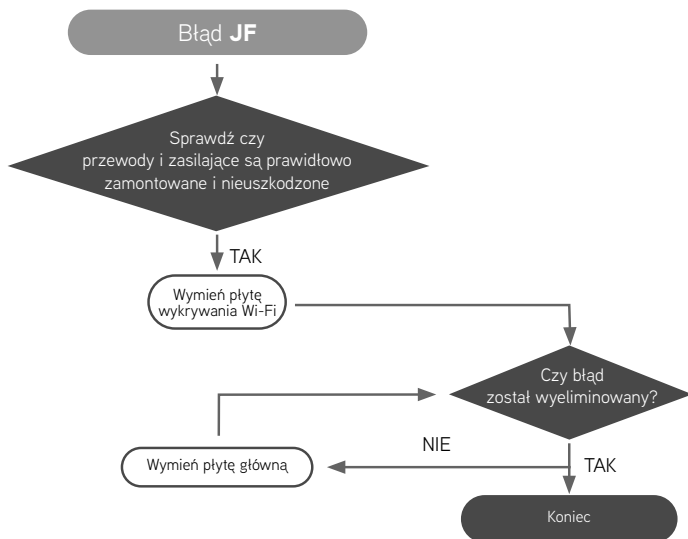 Błąd JF
Sprawdź czy
przewody i zasilające są prawidłowo
zamontowane i nieuszkodzone
TAK
Wymień płytę
wykrywania Wi-Fi
Czy błąd
został wyeliminowany?
NIE
Wymień płytę główną
TAK
Koniec